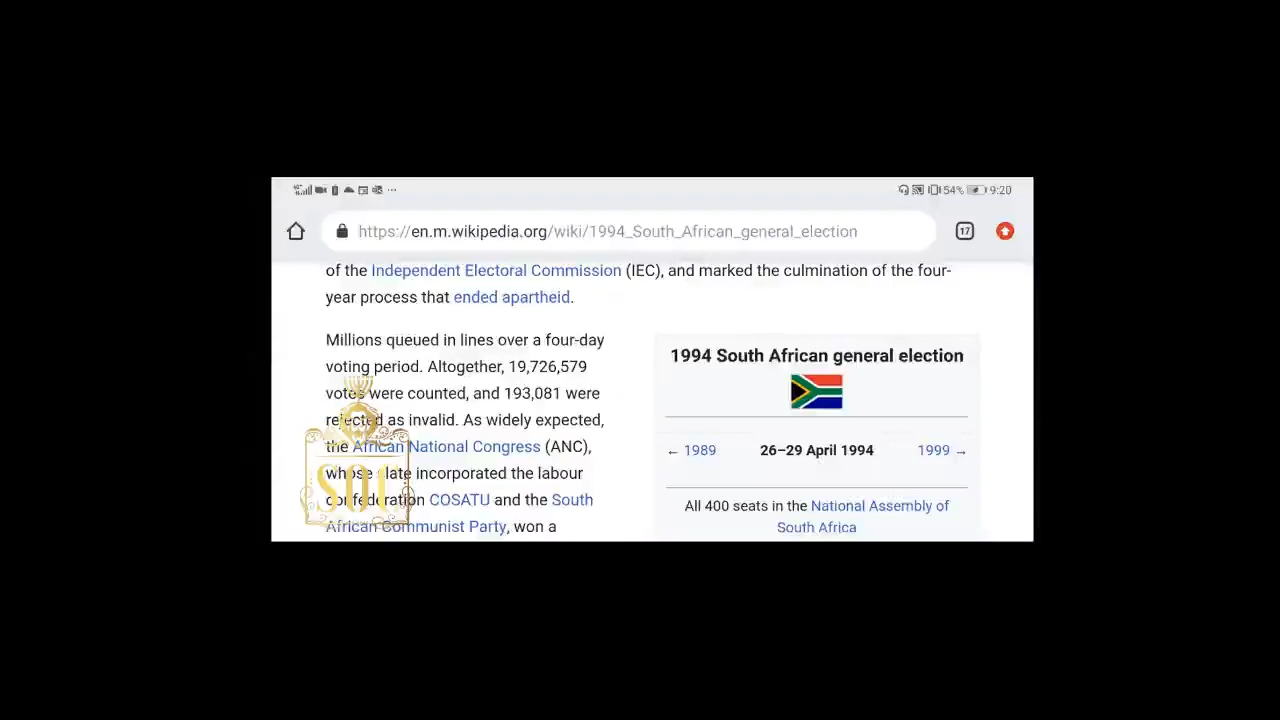 54% 9:20
https://en.m.wikipedia.org/wiki/1994_South_African_general_election
17
of the Independent Electoral Commission (IEC), and marked the culmination of the four-
year process that ended apartheid.
Millions queued in lines over a four-day
voting period. Altogether, 19,726,579
votes were counted, and 193,081 were
rejected as invalid. As widely expected,
the African National Congress (ANC),
whose slate incorporated the labour
confederation COSATU and the South
African Communist Party, won a
1994 South African general election
← 1989 26–29 April 1994 1999 →
All 400 seats in the National Assembly of
South Africa